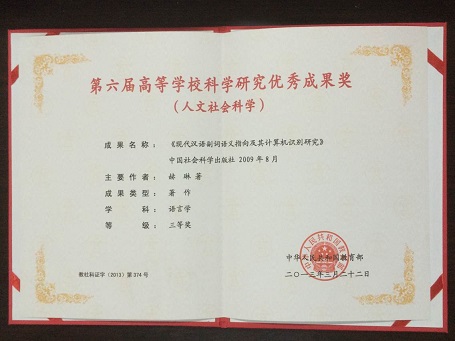 第六届高等学校科学研究优秀成果奖
（人文社会科学）
成果名称：《现代汉语副词语义指向及其计算机识别研究》
中国社会科学出版社 2009年8月
主要作者：赫 琳 著
成果类型：著 作
学 科：语言学
等 级：三等奖
中华人民共和国教育部
二〇一三年三月二十二日
教社科证字（2013）第374号